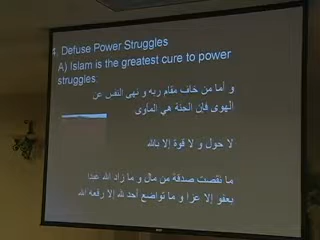 4. Defuse Power Struggles
A) Islam is the greatest cure to power
struggles:
و أما من خاف مقام ربه و نهى النفس عن
الهوى فإن الجنة هي المأوى
لا حول و لا قوة إلا بالله
ما نقصت صدقة من مال و ما زاد الله عبدا
بعفو إلا عزا و ما تواضع أحد لله إلا رفعه الله